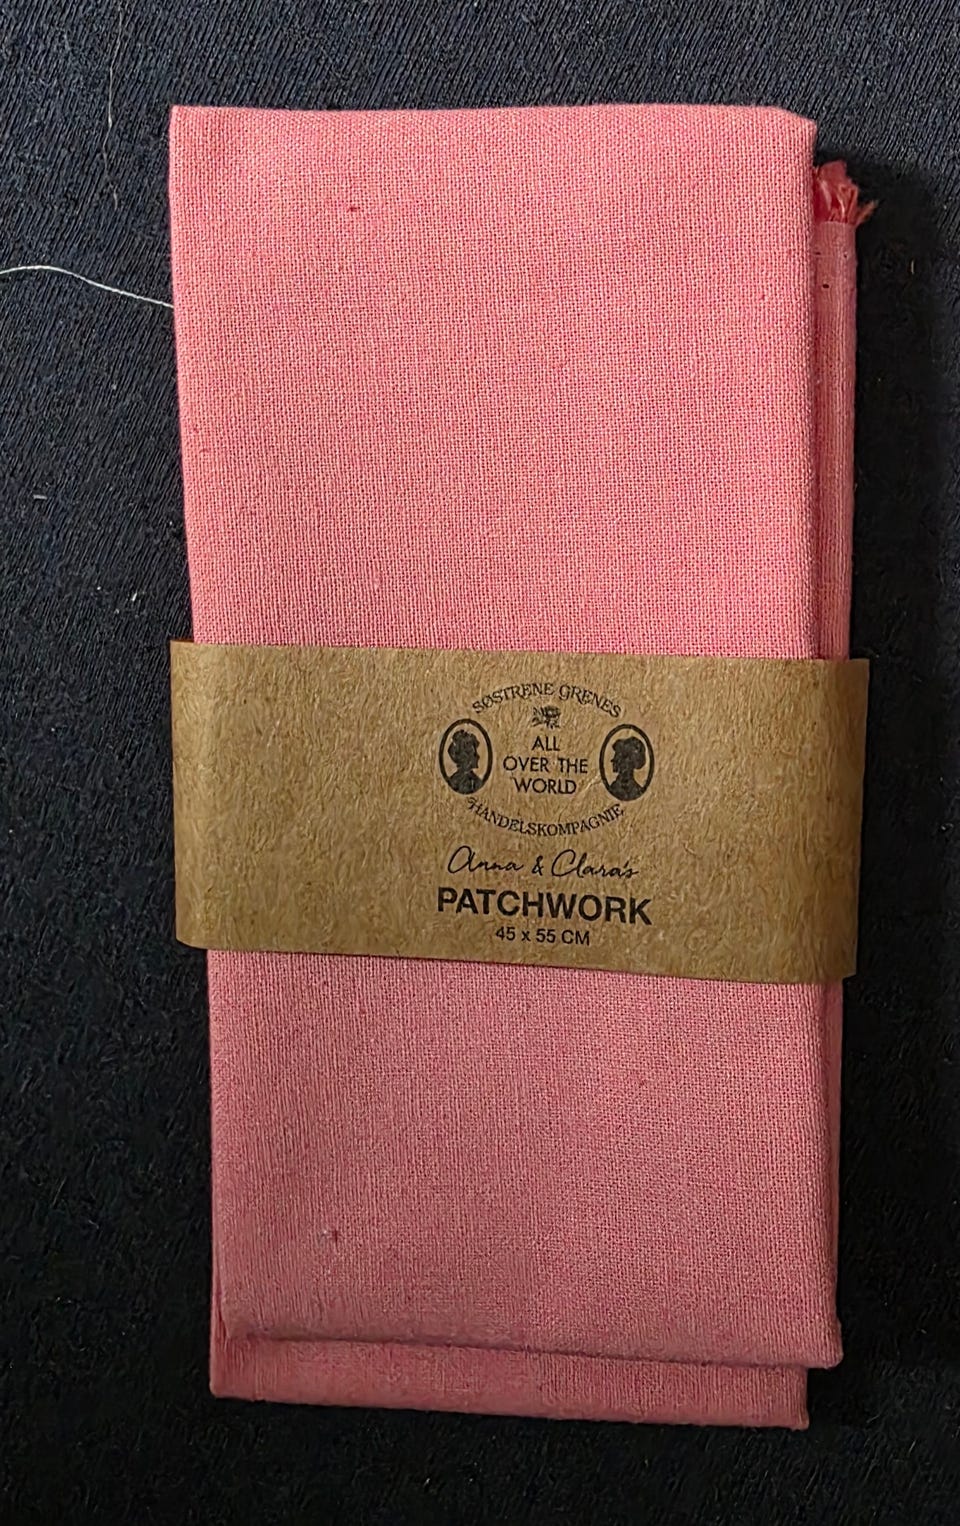 SØSTRENE GRENES
ALL
OVER THE
WORLD
HANDELSKOMPAGNIE
Anna & Clara's
PATCHWORK
45 x 55 CM